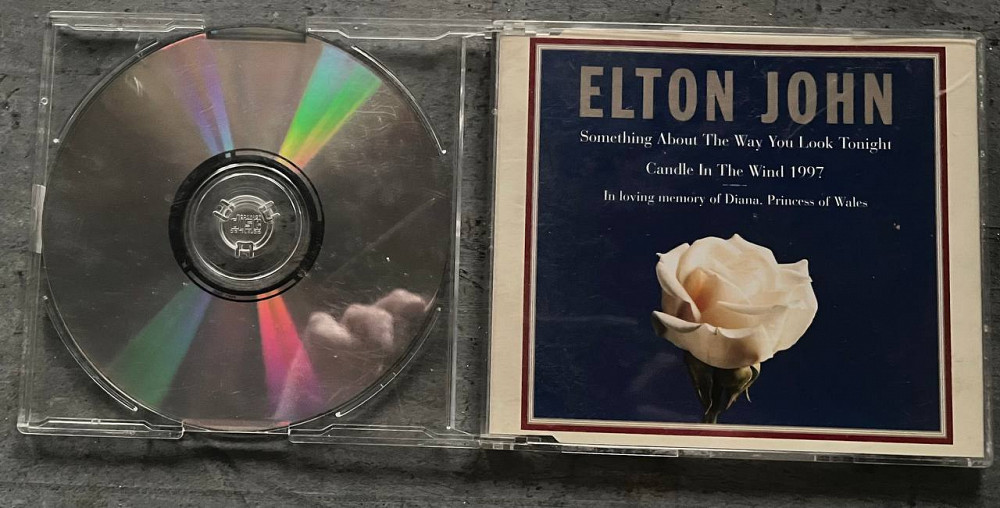 ELTON JOHN
Something About The Way You Look Tonight
Candle In The Wind 1997
In loving memory of Diana, Princess of Wales